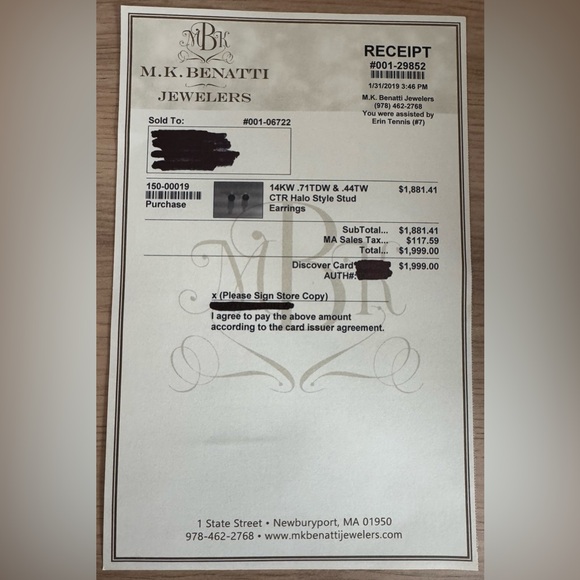 MBK
M.K. BENATTI
JEWELERS
RECEIPT
#001-29852
1/31/2019 3:46 PM
M.K. Benatti Jewelers
(978) 462-2768
You were assisted by
Erin Tennis (#7)
Sold To: #001-06722
150-00019 14KW .71TDW & .44TW $1,881.41
Purchase CTR Halo Style Stud
Earrings
SubTotal... $1,881.41
MA Sales Tax... $117.59
Total... $1,999.00
Discover Card $1,999.00
AUTH#:
x (Please Sign Store Copy)
I agree to pay the above amount
according to the card issuer agreement.
MBK
1 State Street • Newburyport, MA 01950
978-462-2768 • www.mkbenattijewelers.com